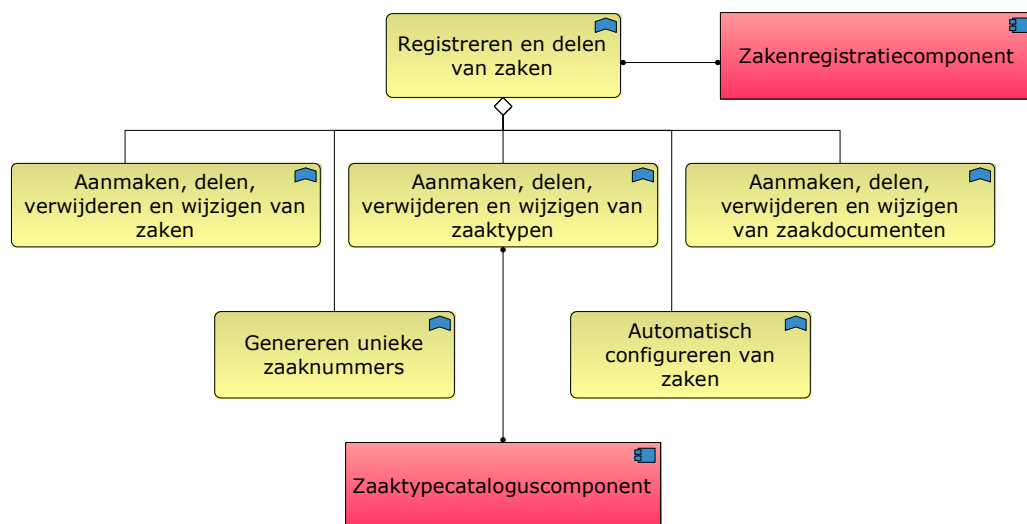 Registreren en delen
van zaken
Zakenregistratiecomponent
Aanmaken, delen,
verwijderen en wijzigen van
zaken
Aanmaken, delen,
verwijderen en wijzigen van
zaaktypen
Aanmaken, delen,
verwijderen en wijzigen
van zaakdocumenten
Genereren unieke
zaaknummers
Automatisch
configureren van
zaken
Zaaktypecataloguscomponent